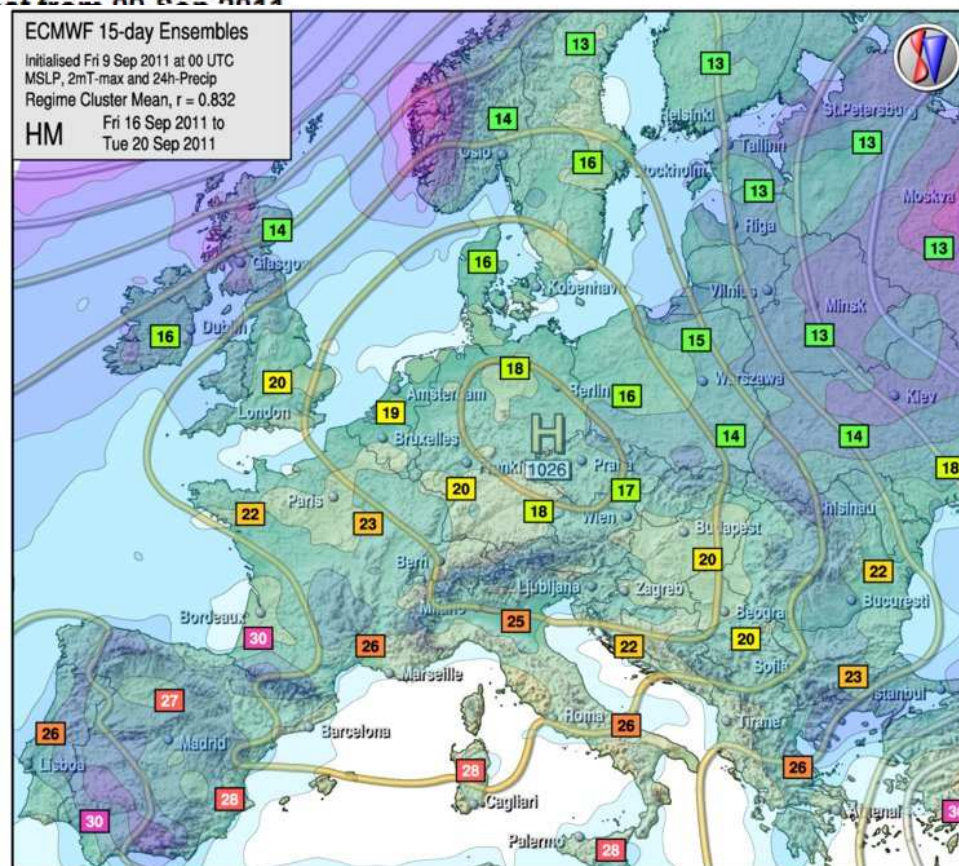 ECMWF 15-day Ensembles
Initialised Fri 9 Sep 2011 at 00 UTC
MSLP, 2mT-max and 24h-Precip
Regime Cluster Mean, r = 0.832
HM Fri 16 Sep 2011 to
Tue 20 Sep 2011
13
13
Helsinki
St.Petersburg
14
13
Oslo
16
Stockholm
Tallinn
13
Riga
Moskva
13
14
Glasgow
16
København
Vilnius
Minsk
16
Dublin
13
15
18
20
Amsterdam
Berlin
16
Warszawa
Kiev
London
19
Bruxelles
H
1026
14
14
18
Praha
20
17
Paris
22
18
Wien
23
Budapest
20
Bern
Ljubljana
Zagreb
22
Bucuresti
Milano
Beogra
Bordeaux
30
25
26
22
20
Sofia
Marseille
23
Istanbul
27
26
Lisboa
Madrid
Barcelona
Roma
26
Tirane
28
26
28
30
Cagliari
Palermo
28
Athenai